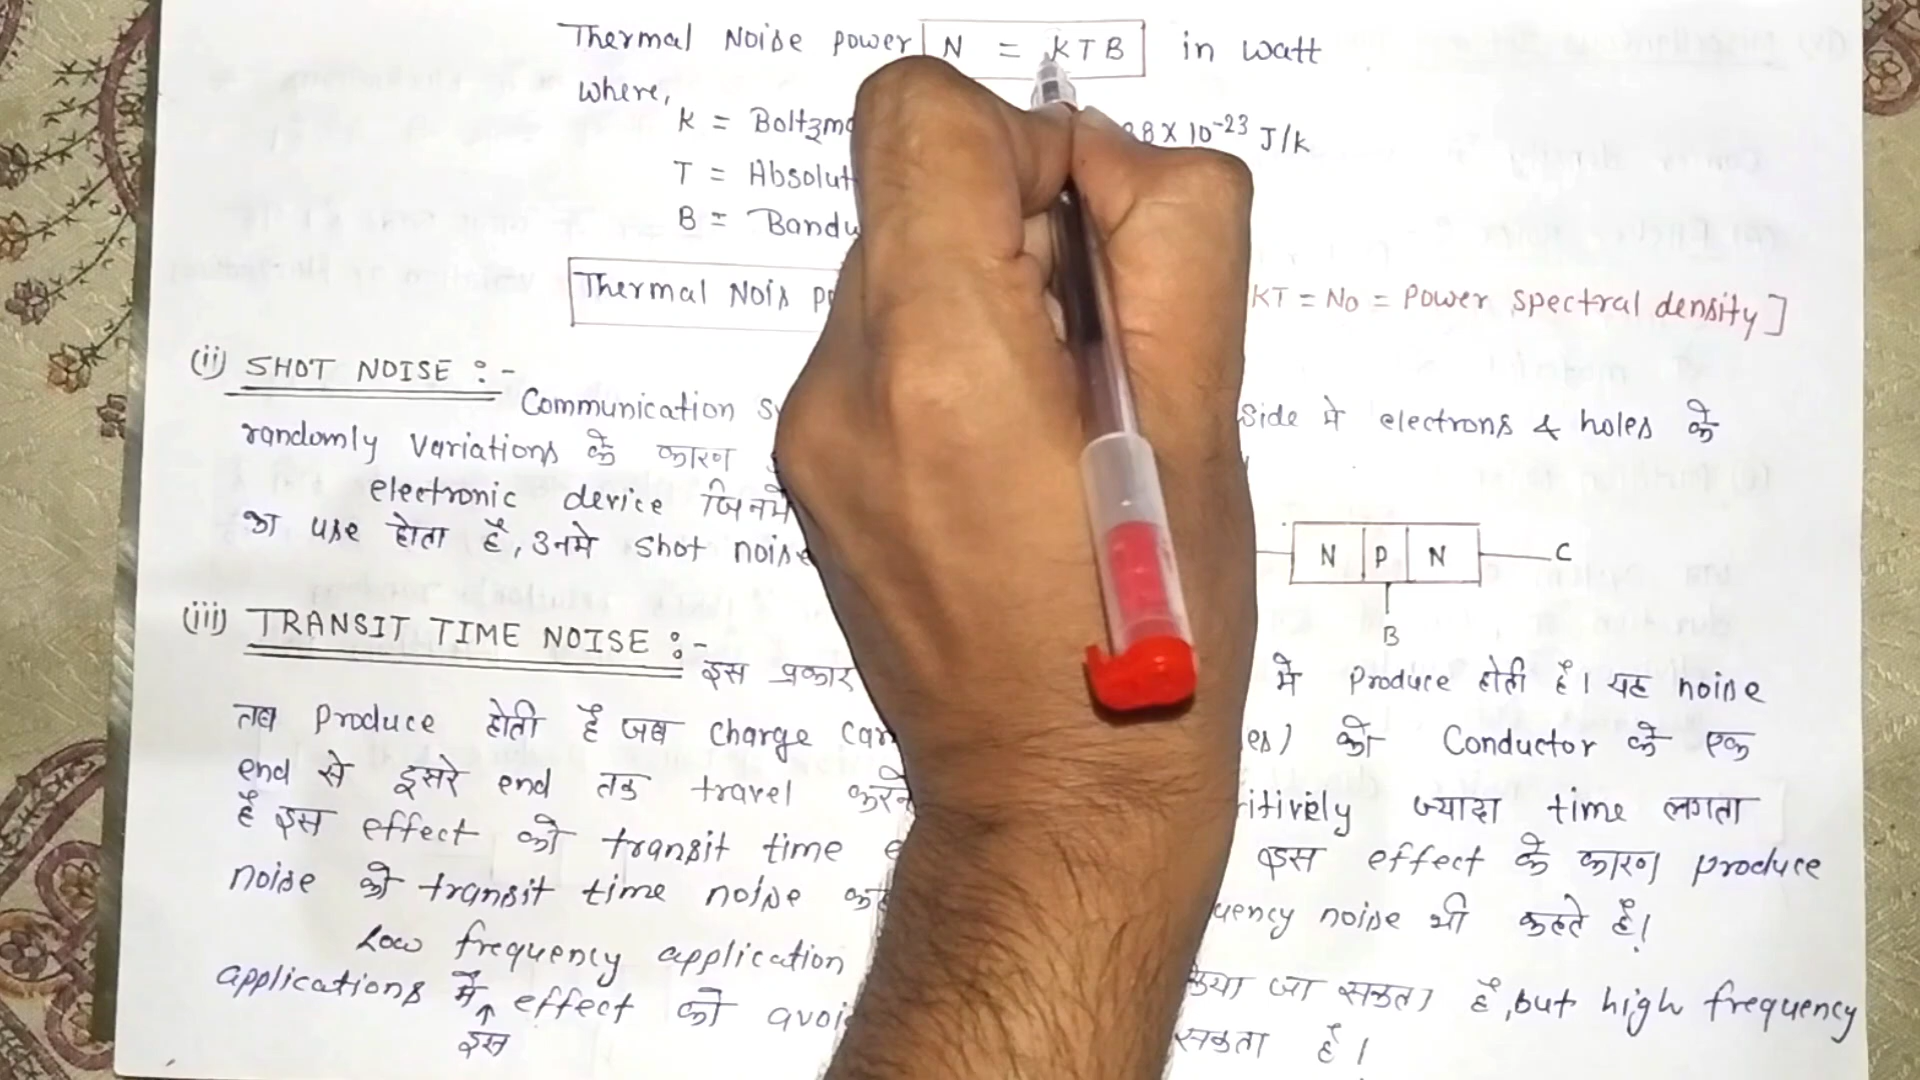 Thermal Noise power N = KTB in watt
where,
K = Boltzma 38 X 10⁻²³ J/k
T = Absolut
B = Bandw
Thermal Nois KT = No = Power spectral density]
(ii) SHOT NOISE :-
Communication side मे electrons & holes के
randomly variations के कारण
electronic device जिनमे
का use होता है, उनमे shot noise
N P N C
B
(iii) TRANSIT TIME NOISE :-
इस प्रकार मे produce होती है। यह noise
तब produce होती है जब charge car es) को Conductor के एक
end से दूसरे end तक travel करने itively ज्यादा time लगता
है इस effect को transit time इस effect के कारण produce
noise को transit time noise कह uency noise भी कहते है!
Low frequency application किया जा सकता है, but high frequency
applications मे effect को avoi सकता है।
इस